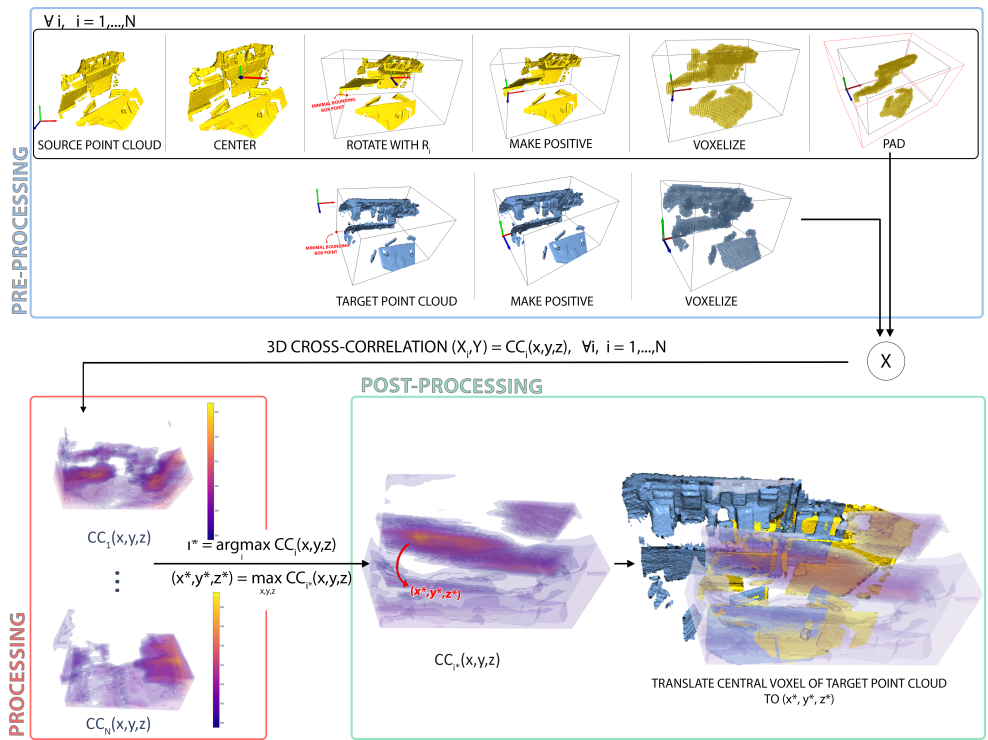 ∀ i, i = 1,...,N
SOURCE POINT CLOUD
CENTER
MINIMAL BOUNDING
BOX POINT
ROTATE WITH Rᵢ
MAKE POSITIVE
VOXELIZE
PAD
MINIMAL BOUNDING
BOX POINT
TARGET POINT CLOUD
MAKE POSITIVE
VOXELIZE
PRE-PROCESSING
X
3D CROSS-CORRELATION (Xᵢ,Y) = CCᵢ(x,y,z), ∀i, i = 1,...,N
POST-PROCESSING
CC₁(x,y,z)
ı* = argmax CCᵢ(x,y,z)
i
(x*,y*,z*) = max CCᵢ*(x,y,z)
x,y,z
CC_N(x,y,z)
PROCESSING
(x*,y*,z*)
CCᵢ*(x,y,z)
TRANSLATE CENTRAL VOXEL OF TARGET POINT CLOUD
TO (x*, y*, z*)